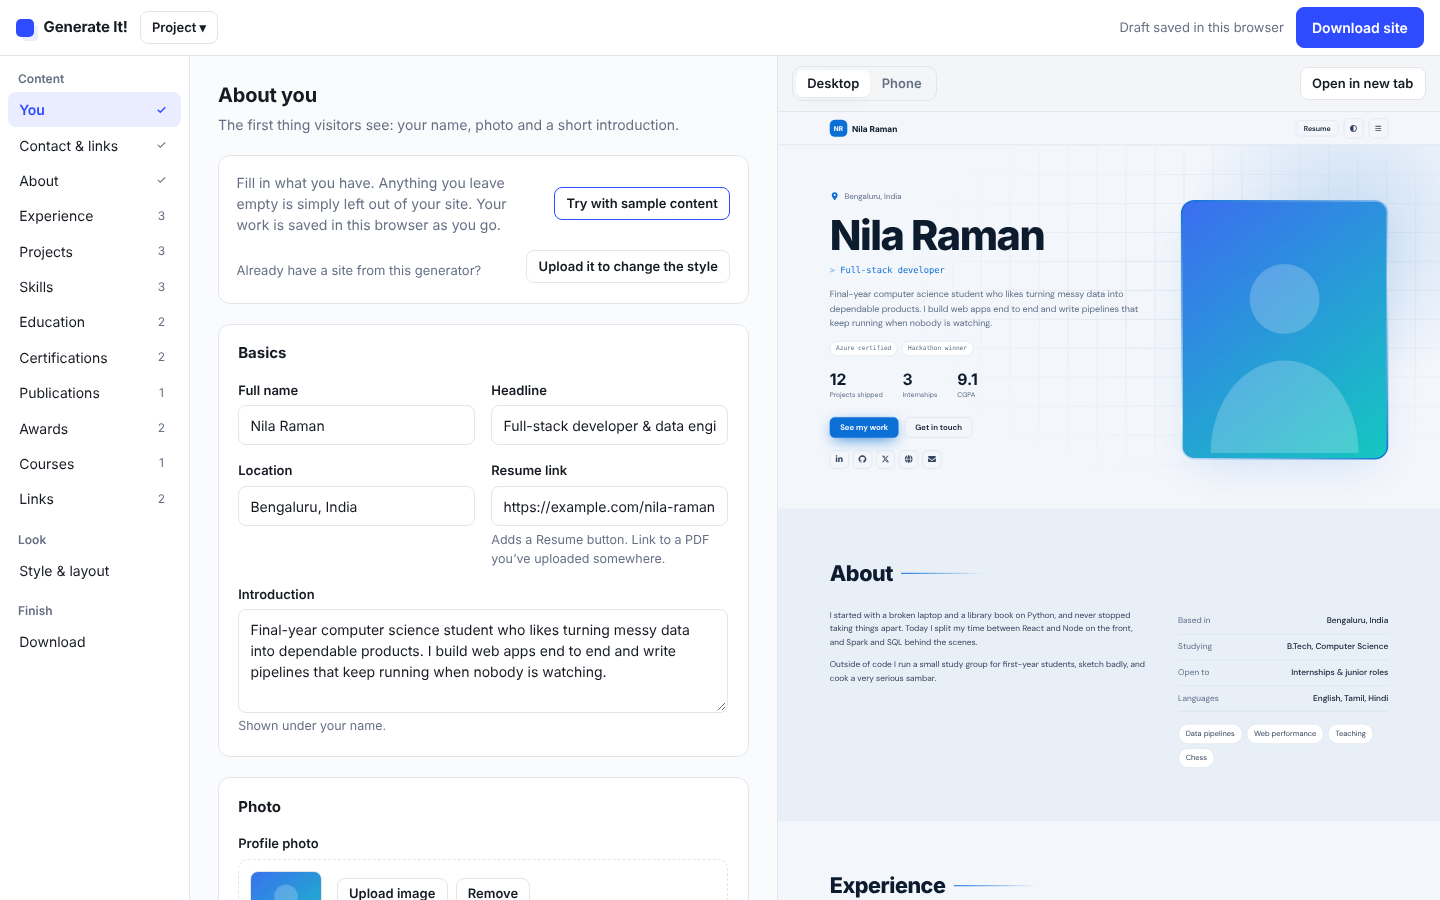 Generate It!
Project ▾
Draft saved in this browser
Download site
Content
You
Contact & links
About
Experience 3
Projects 3
Skills 3
Education 2
Certifications 2
Publications 1
Awards 2
Courses 1
Links 2
Look
Style & layout
Finish
Download
About you
The first thing visitors see: your name, photo and a short introduction.
Fill in what you have. Anything you leave
empty is simply left out of your site. Your
work is saved in this browser as you go.
Try with sample content
Already have a site from this generator?
Upload it to change the style
Basics
Full name
Nila Raman
Headline
Full-stack developer & data engi
Location
Bengaluru, India
Resume link
https://example.com/nila-raman
Adds a Resume button. Link to a PDF
you've uploaded somewhere.
Introduction
Final-year computer science student who likes turning messy data
into dependable products. I build web apps end to end and write
pipelines that keep running when nobody is watching.
Shown under your name.
Photo
Profile photo
Upload image
Remove
Desktop
Phone
Open in new tab
NR
Nila Raman
Resume
Bengaluru, India
Nila Raman
> Full-stack developer
Final-year computer science student who likes turning messy data into
dependable products. I build web apps end to end and write pipelines that
keep running when nobody is watching.
Azure certified
Hackathon winner
12
Projects shipped
3
Internships
9.1
CGPA
See my work
Get in touch
About
I started with a broken laptop and a library book on Python, and never stopped
taking things apart. Today I split my time between React and Node on the front,
and Spark and SQL behind the scenes.
Outside of code I run a small study group for first-year students, sketch badly, and
cook a very serious sambar.
Based in Bengaluru, India
Studying B.Tech, Computer Science
Open to Internships & junior roles
Languages English, Tamil, Hindi
Data pipelines
Web performance
Teaching
Chess
Experience